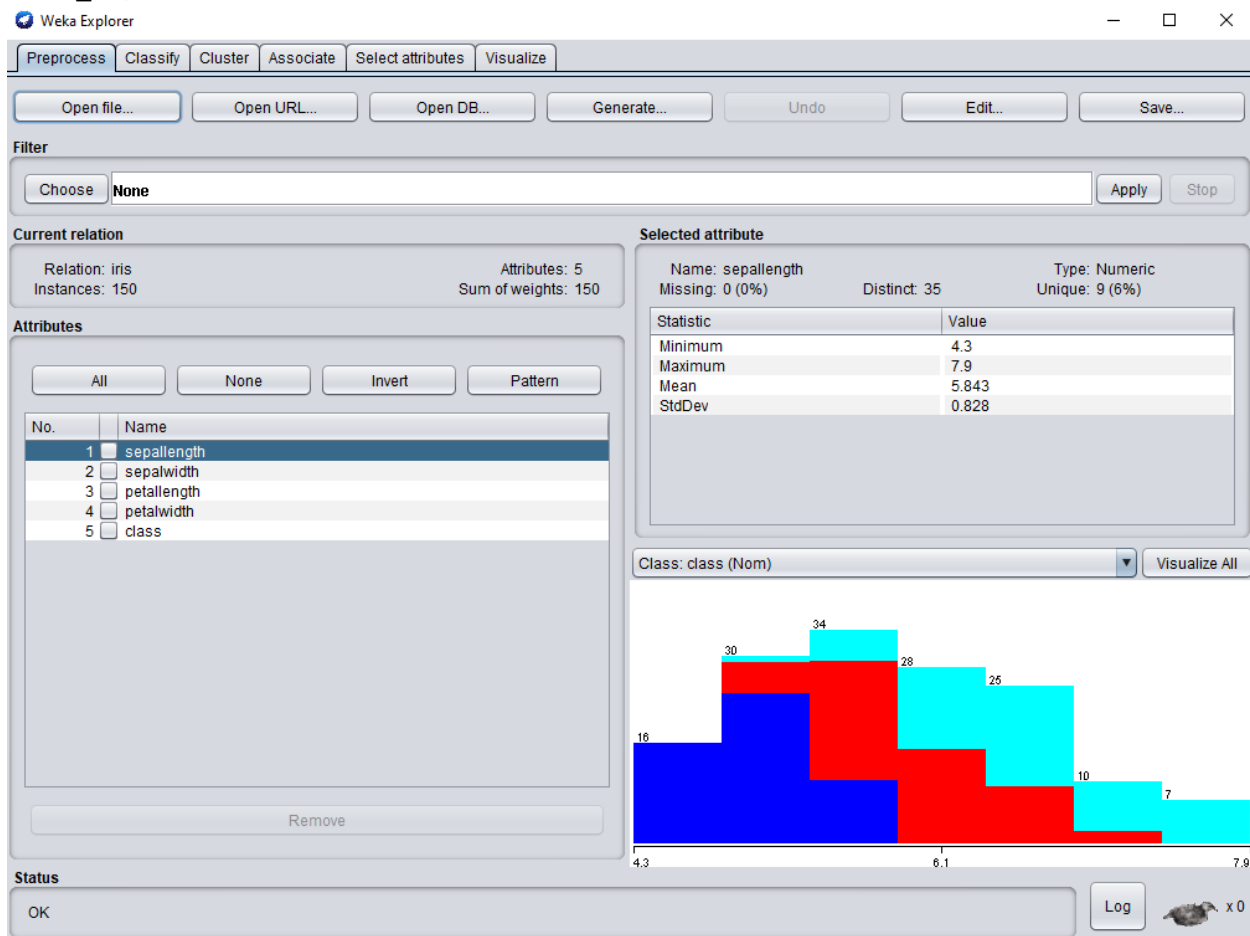 Weka Explorer
Preprocess Classify Cluster Associate Select attributes Visualize
Open file... Open URL... Open DB... Generate... Undo Edit... Save...
Filter
Choose None Apply Stop
Current relation
Relation: iris Attributes: 5
Instances: 150 Sum of weights: 150
Attributes
All None Invert Pattern
No. Name
1 sepallength
2 sepalwidth
3 petallength
4 petalwidth
5 class
Remove
Selected attribute
Name: sepallength Type: Numeric
Missing: 0 (0%) Distinct: 35 Unique: 9 (6%)
Statistic Value
Minimum 4.3
Maximum 7.9
Mean 5.843
StdDev 0.828
Class: class (Nom) Visualize All
16 30 34 28 25 10 7
4.3 6.1 7.9
Status
OK Log x 0